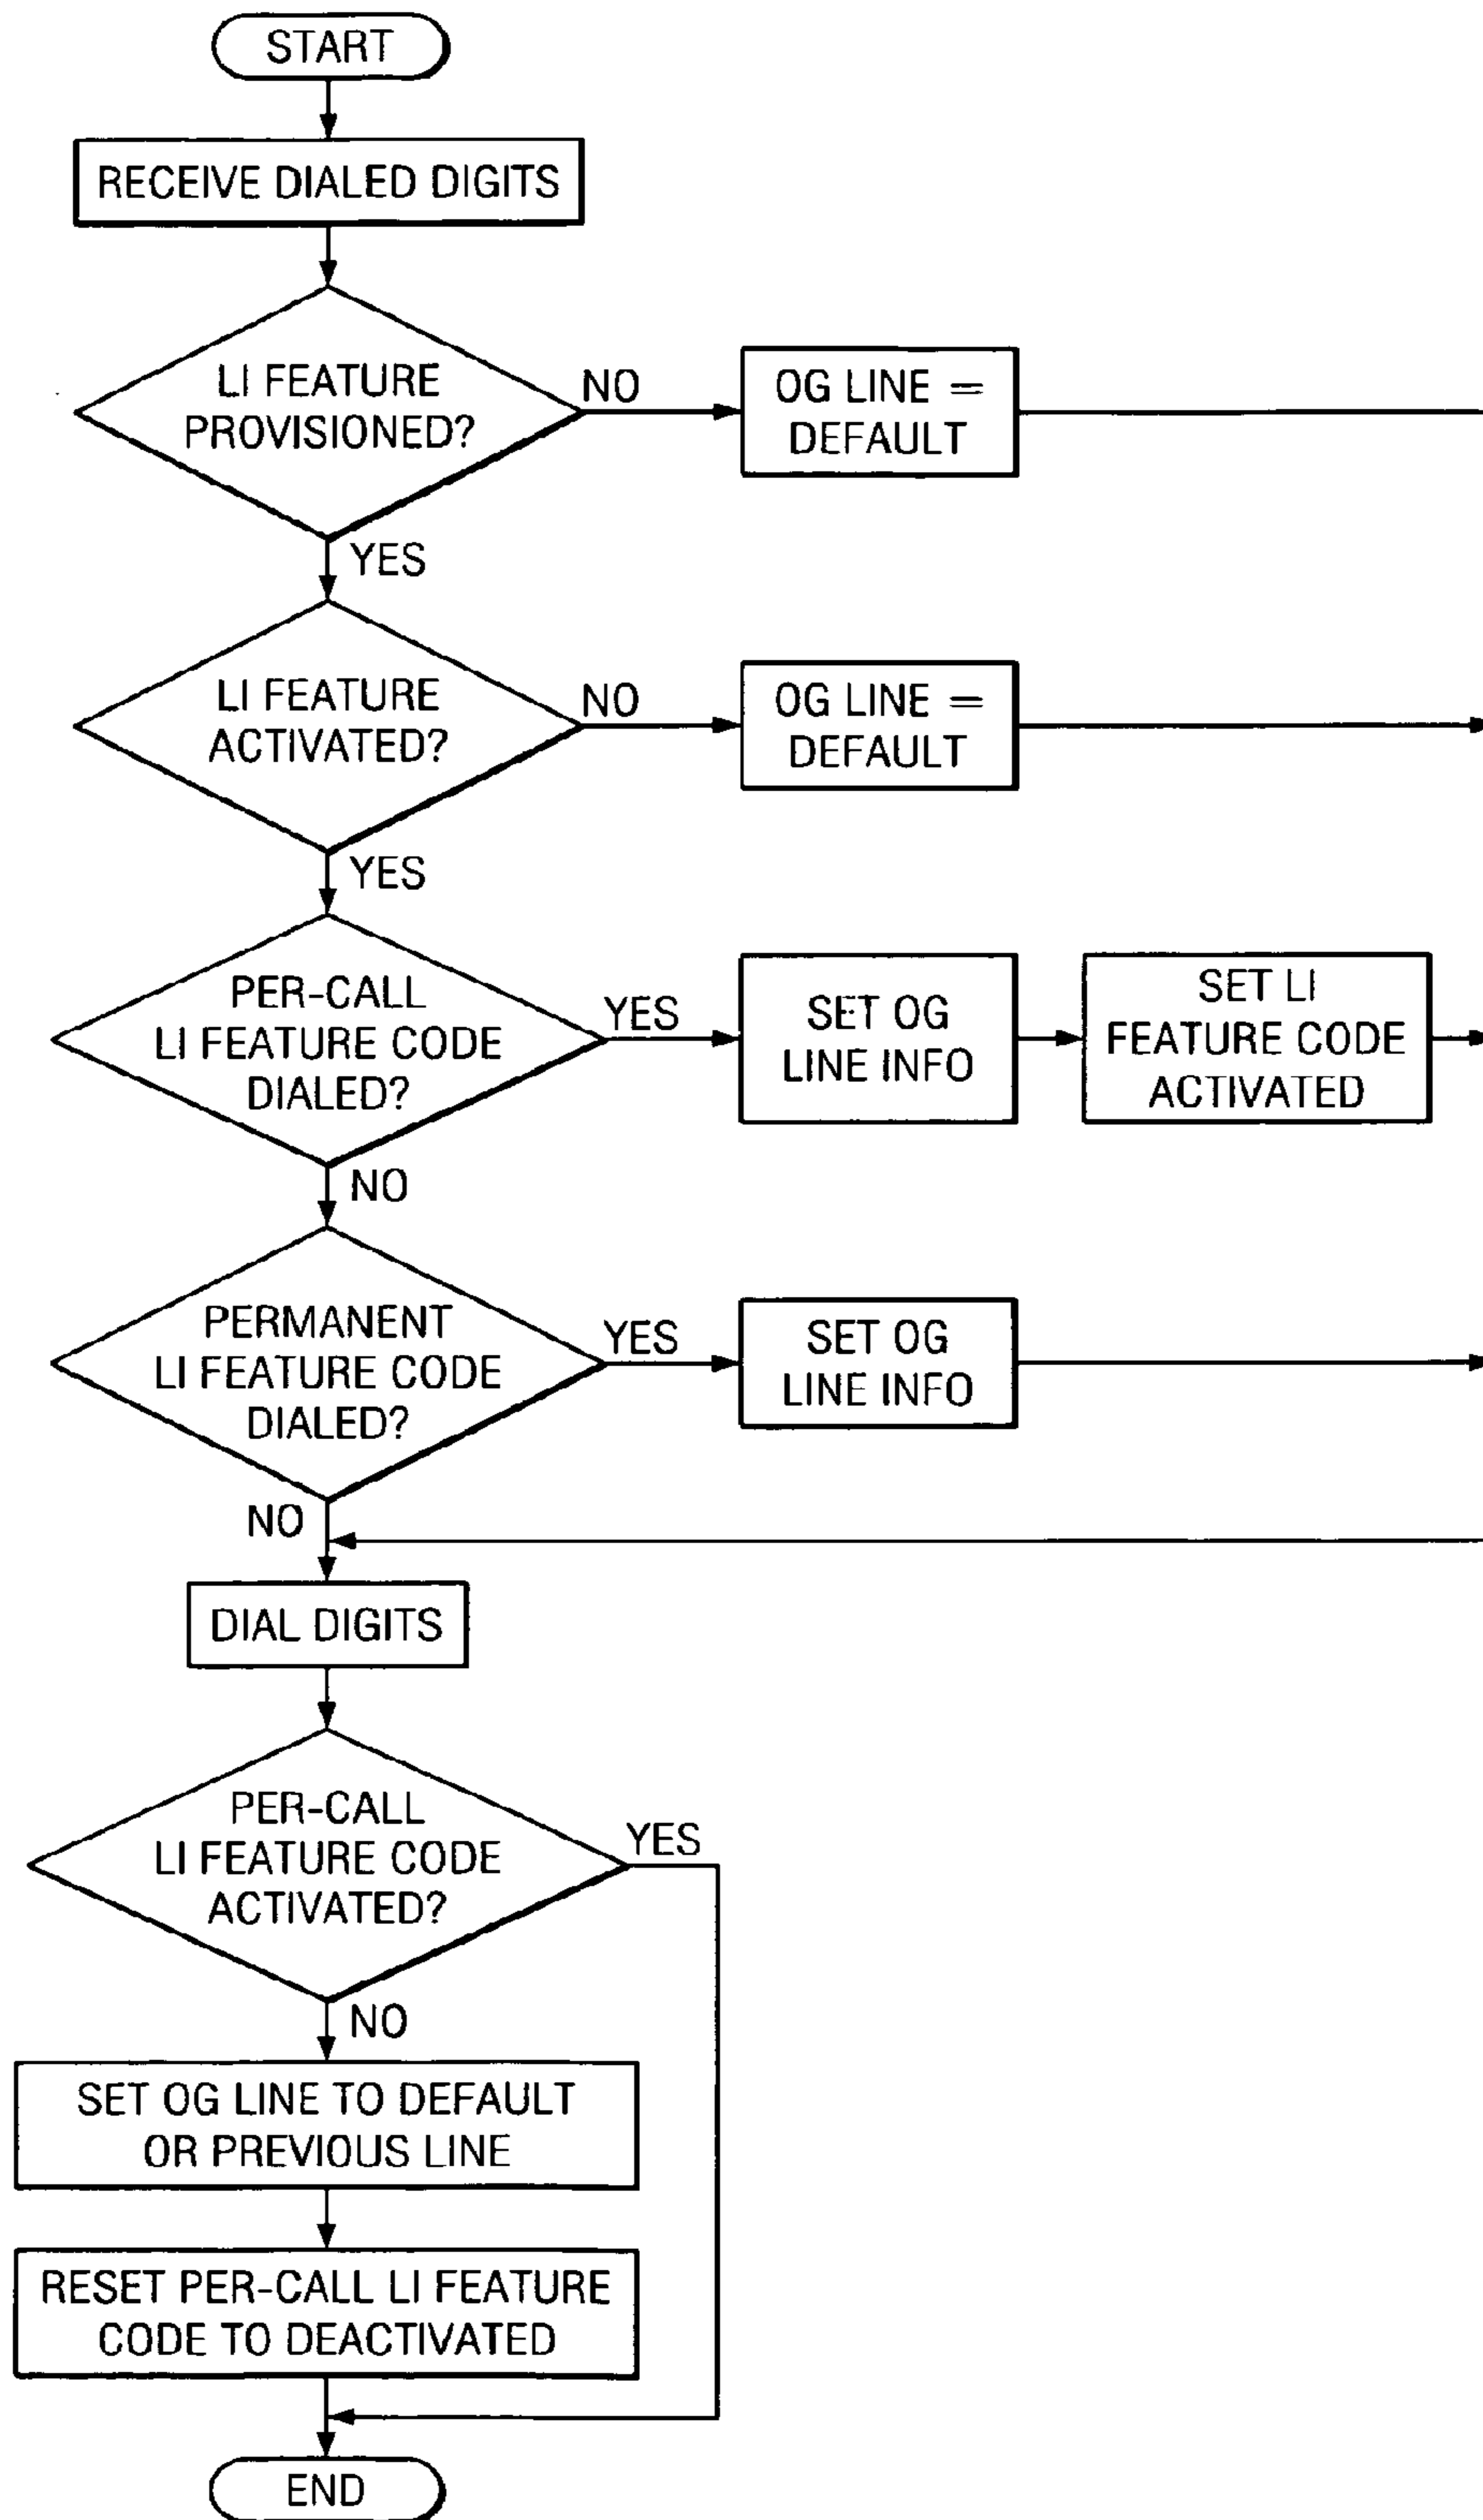 START
RECEIVE DIALED DIGITS
LI FEATURE
PROVISIONED?
NO
OG LINE =
DEFAULT
YES
LI FEATURE
ACTIVATED?
NO
OG LINE =
DEFAULT
YES
PER-CALL
LI FEATURE CODE
DIALED?
YES
SET OG
LINE INFO
SET LI
FEATURE CODE
ACTIVATED
NO
PERMANENT
LI FEATURE CODE
DIALED?
YES
SET OG
LINE INFO
NO
DIAL DIGITS
PER-CALL
LI FEATURE CODE
ACTIVATED?
YES
NO
SET OG LINE TO DEFAULT
OR PREVIOUS LINE
RESET PER-CALL LI FEATURE
CODE TO DEACTIVATED
END